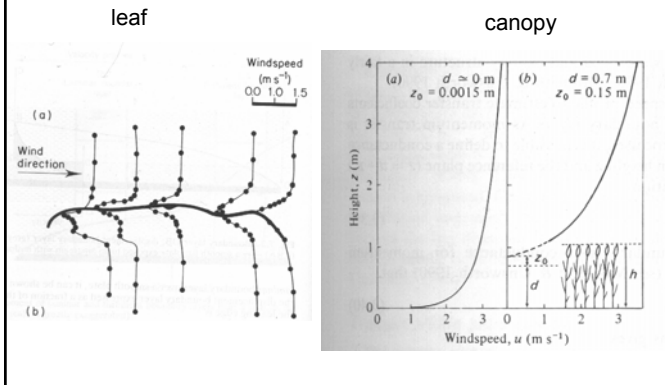 leaf
canopy
Windspeed
(m s⁻¹)
0 1.0 1.5
(a)
Wind
direction
(b)
(a) d ≃ 0 m
z₀ = 0.0015 m
(b) d = 0.7 m
z₀ = 0.15 m
Height, z (m)
4
3
2
1
0
z₀
d
h
0 1 2 3 0 1 2 3
Windspeed, u (m s⁻¹)